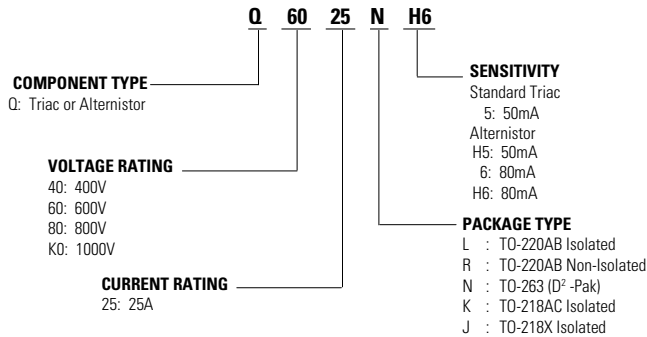 Q 60 25 N H6
COMPONENT TYPE
Q: Triac or Alternistor
VOLTAGE RATING
40: 400V
60: 600V
80: 800V
K0: 1000V
CURRENT RATING
25: 25A
SENSITIVITY
Standard Triac
5: 50mA
Alternistor
H5: 50mA
6: 80mA
H6: 80mA
PACKAGE TYPE
L : TO-220AB Isolated
R : TO-220AB Non-Isolated
N : TO-263 (D² -Pak)
K : TO-218AC Isolated
J : TO-218X Isolated